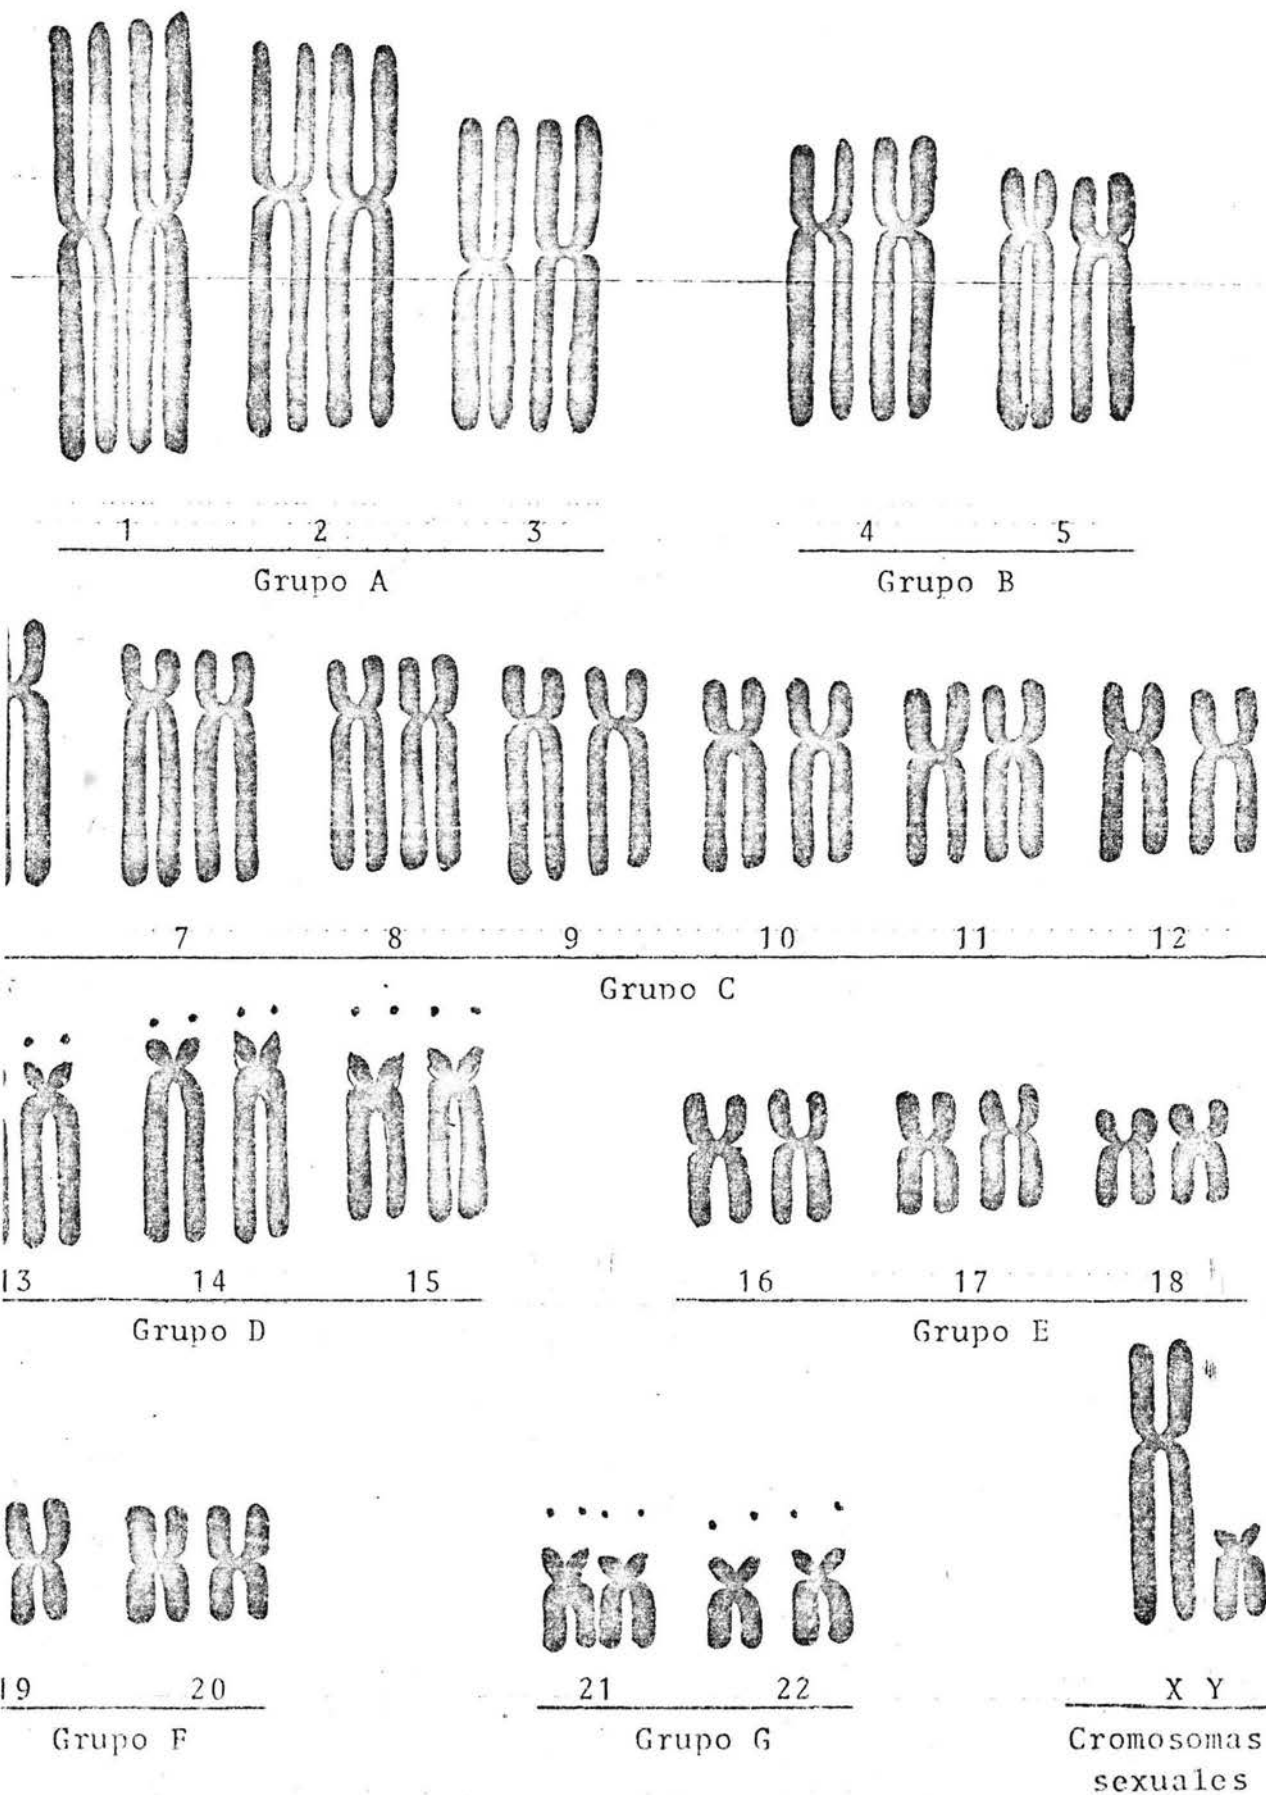 1 2 3 4 5
Grupo A Grupo B
7 8 9 10 11 12
Grupo C
13 14 15 16 17 18
Grupo D Grupo E
19 20 21 22 X Y
Grupo F Grupo G Cromosomas
sexuales